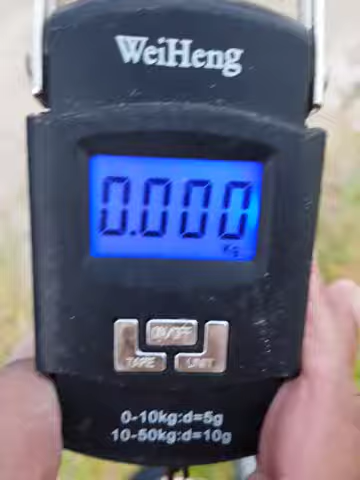 WeiHeng
0.000
Kg
ON/OFF
TARE
UNIT
0-10kg:d=5g
10-50kg:d=10g